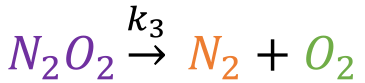 N₂O₂ →(k₃) N₂ + O₂